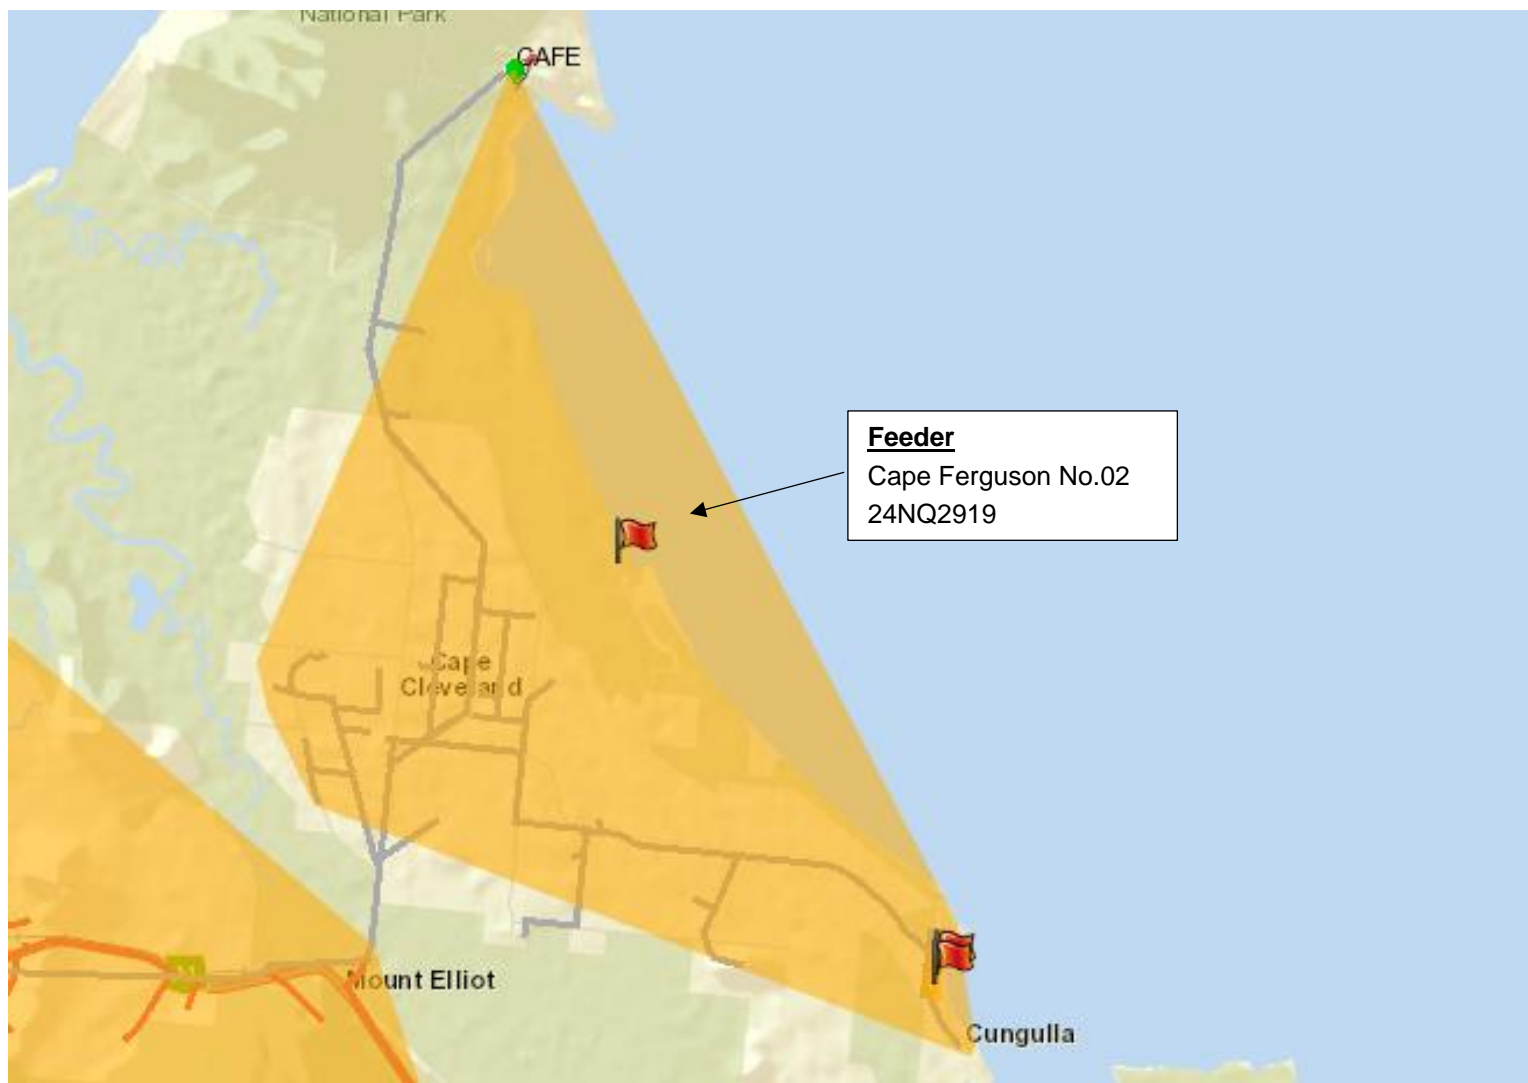 National Park
CAFE
Feeder
Cape Ferguson No.02
24NQ2919
Cape
Cleveland
Mount Elliot
Cungulla